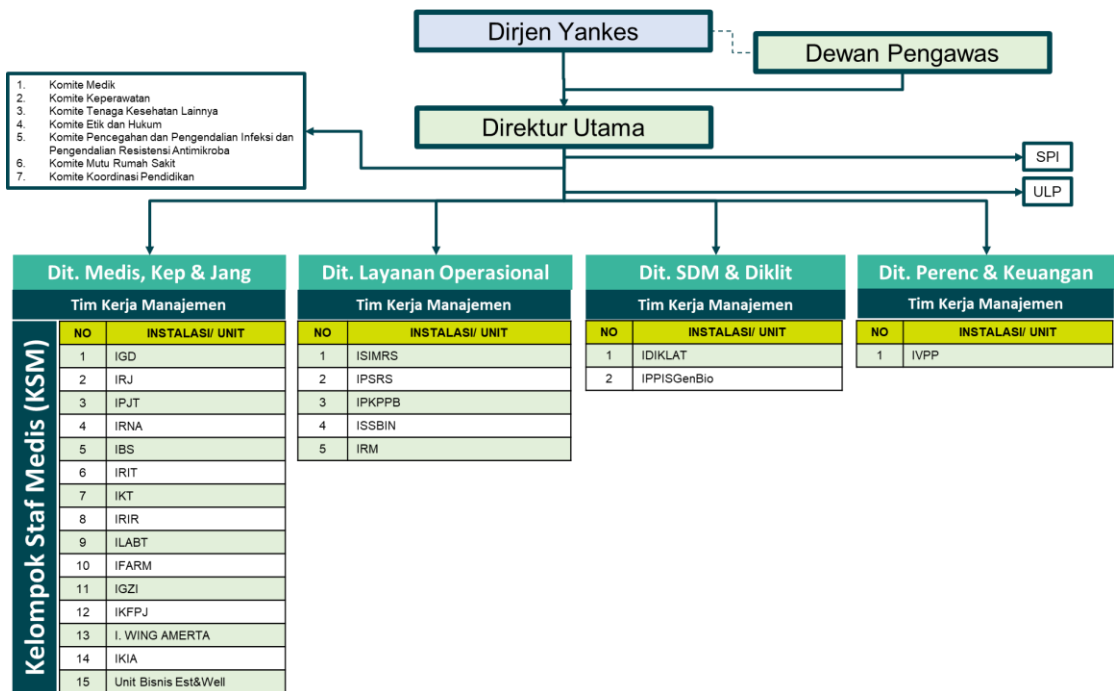 Dirjen Yankes
Dewan Pengawas
1. Komite Medik
2. Komite Keperawatan
3. Komite Tenaga Kesehatan Lainnya
4. Komite Etik dan Hukum
5. Komite Pencegahan dan Pengendalian Infeksi dan
Pengendalian Resistensi Antimikroba
6. Komite Mutu Rumah Sakit
7. Komite Koordinasi Pendidikan
Direktur Utama
SPI
ULP
Dit. Medis, Kep & Jang
Tim Kerja Manajemen
Kelompok Staf Medis (KSM)
NO INSTALASI/ UNIT
1 IGD
2 IRJ
3 IPJT
4 IRNA
5 IBS
6 IRIT
7 IKT
8 IRIR
9 ILABT
10 IFARM
11 IGZI
12 IKFPJ
13 I. WING AMERTA
14 IKIA
15 Unit Bisnis Est&Well
Dit. Layanan Operasional
Tim Kerja Manajemen
NO INSTALASI/ UNIT
1 ISIMRS
2 IPSRS
3 IPKPPB
4 ISSBIN
5 IRM
Dit. SDM & Diklit
Tim Kerja Manajemen
NO INSTALASI/ UNIT
1 IDIKLAT
2 IPPISGenBio
Dit. Perenc & Keuangan
Tim Kerja Manajemen
NO INSTALASI/ UNIT
1 IVPP